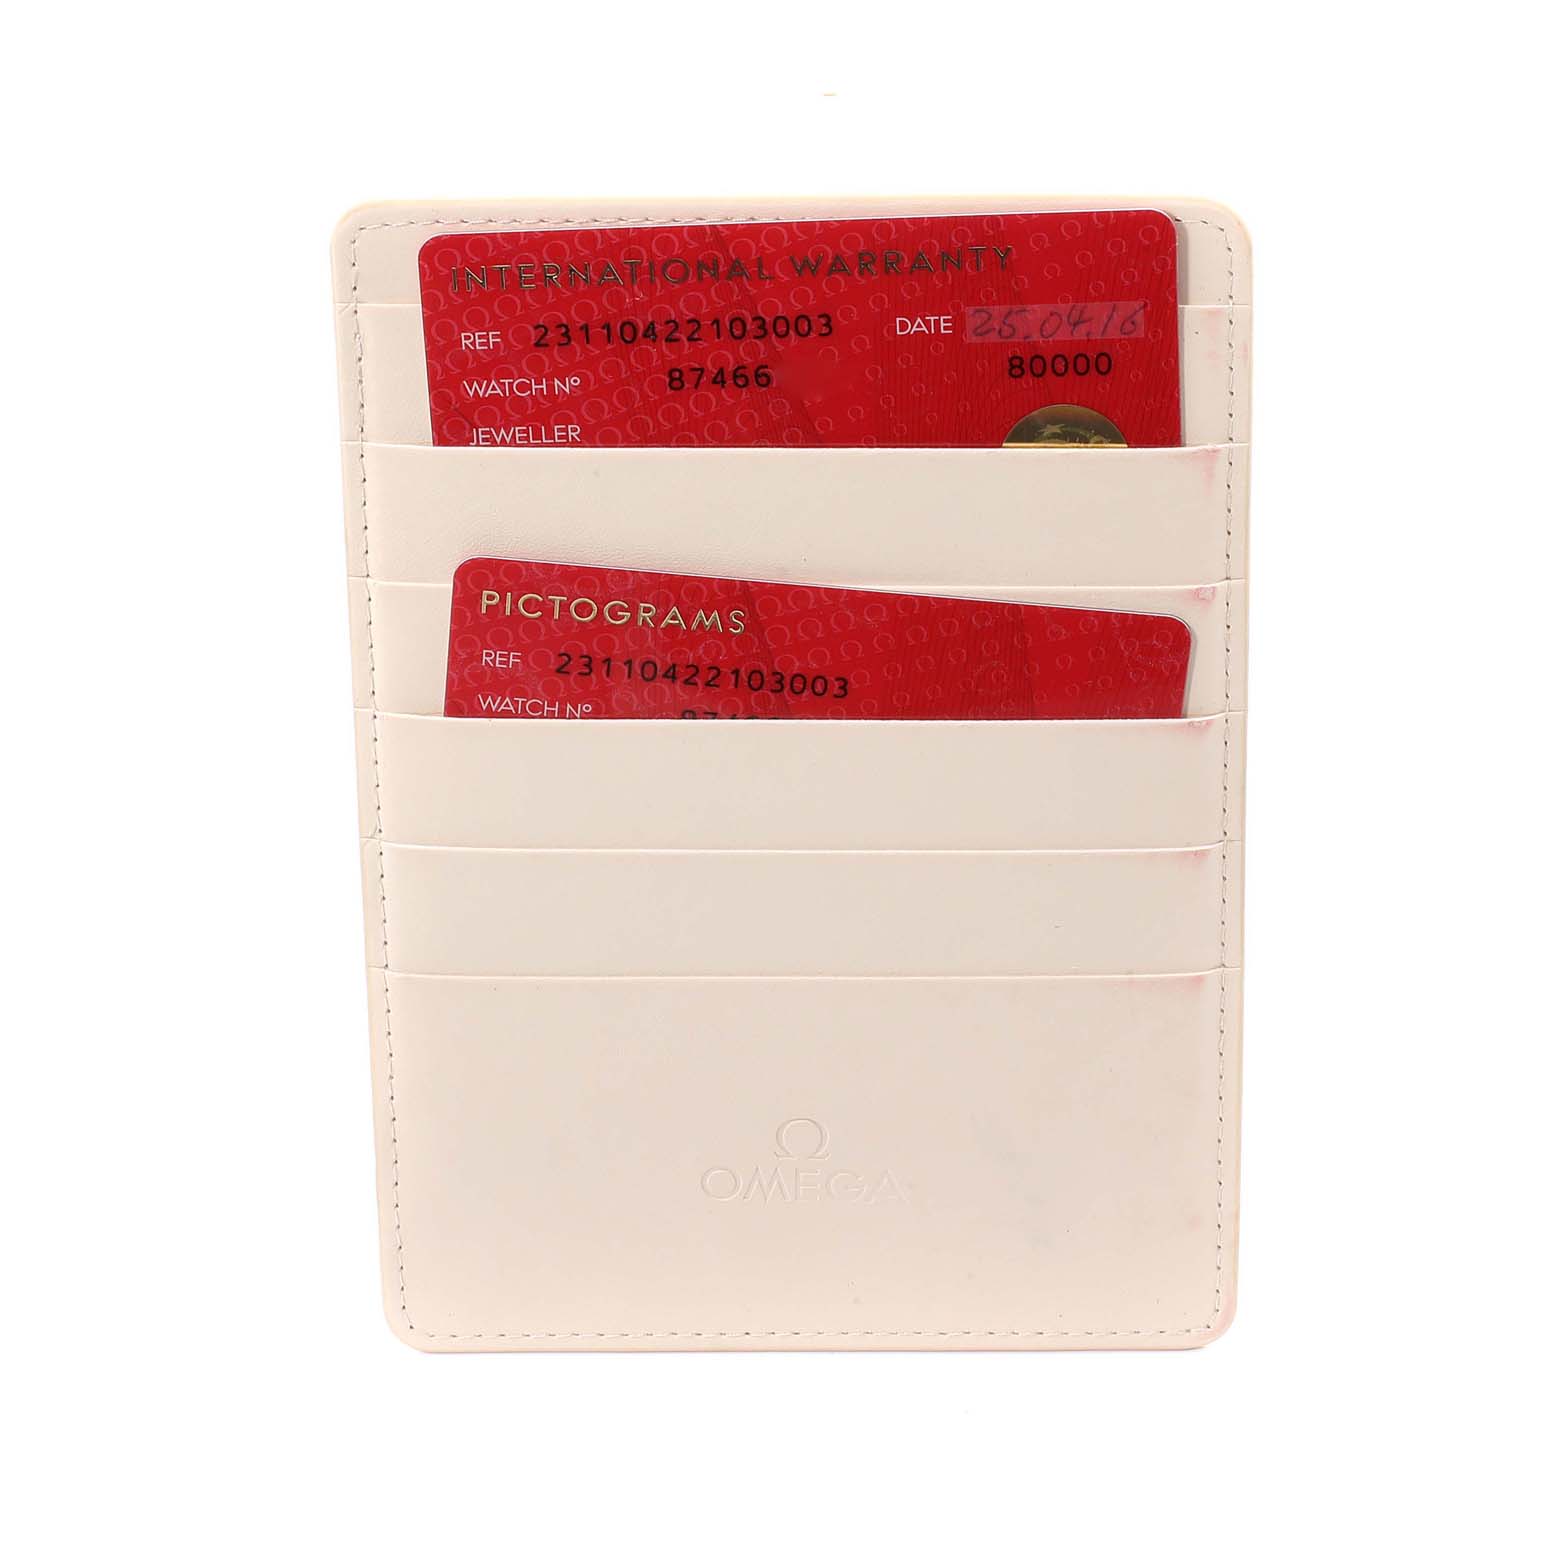 INTERNATIONAL WARRANTY
REF 23110422103003 DATE 25.04.16
WATCH Nº 87466 80000
JEWELLER
PICTOGRAMS
REF 23110422103003
WATCH Nº
Ω
OMEGA